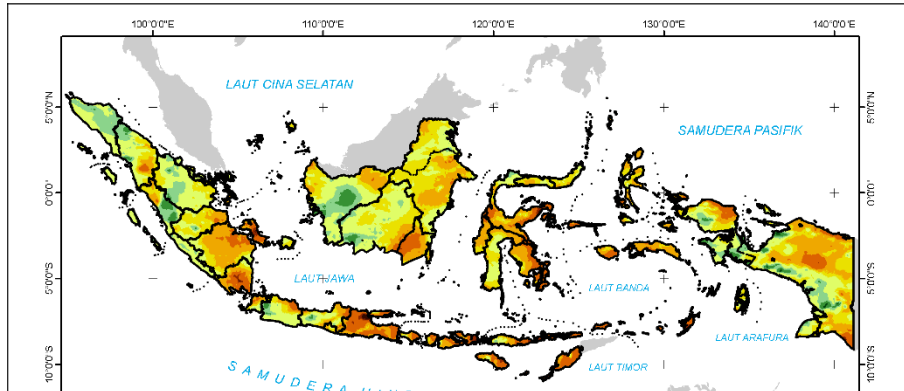 100°0'0"E 110°0'0"E 120°0'0"E 130°0'0"E 140°0'0"E
LAUT CINA SELATAN
5°0'0"N 5°0'0"N
SAMUDERA PASIFIK
0°0'0" 0°0'0"
LAUT JAWA
5°0'0"S 5°0'0"S
LAUT BANDA
LAUT ARAFURA
10°0'0"S 10°0'0"S
LAUT TIMOR
SAMUDERA